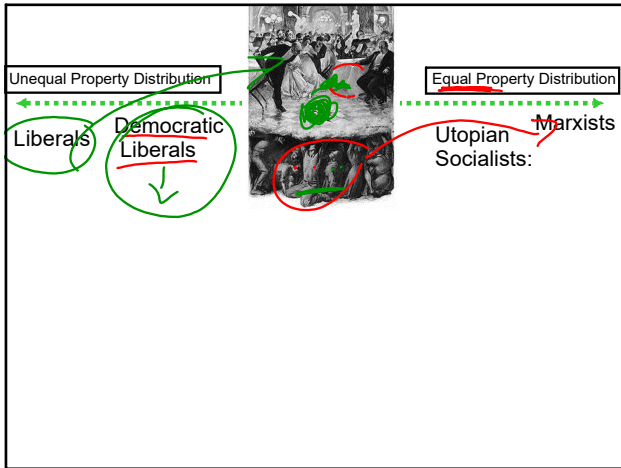 Unequal Property Distribution
Equal Property Distribution
Liberals
Democratic
Liberals
Utopian
Socialists:
Marxists